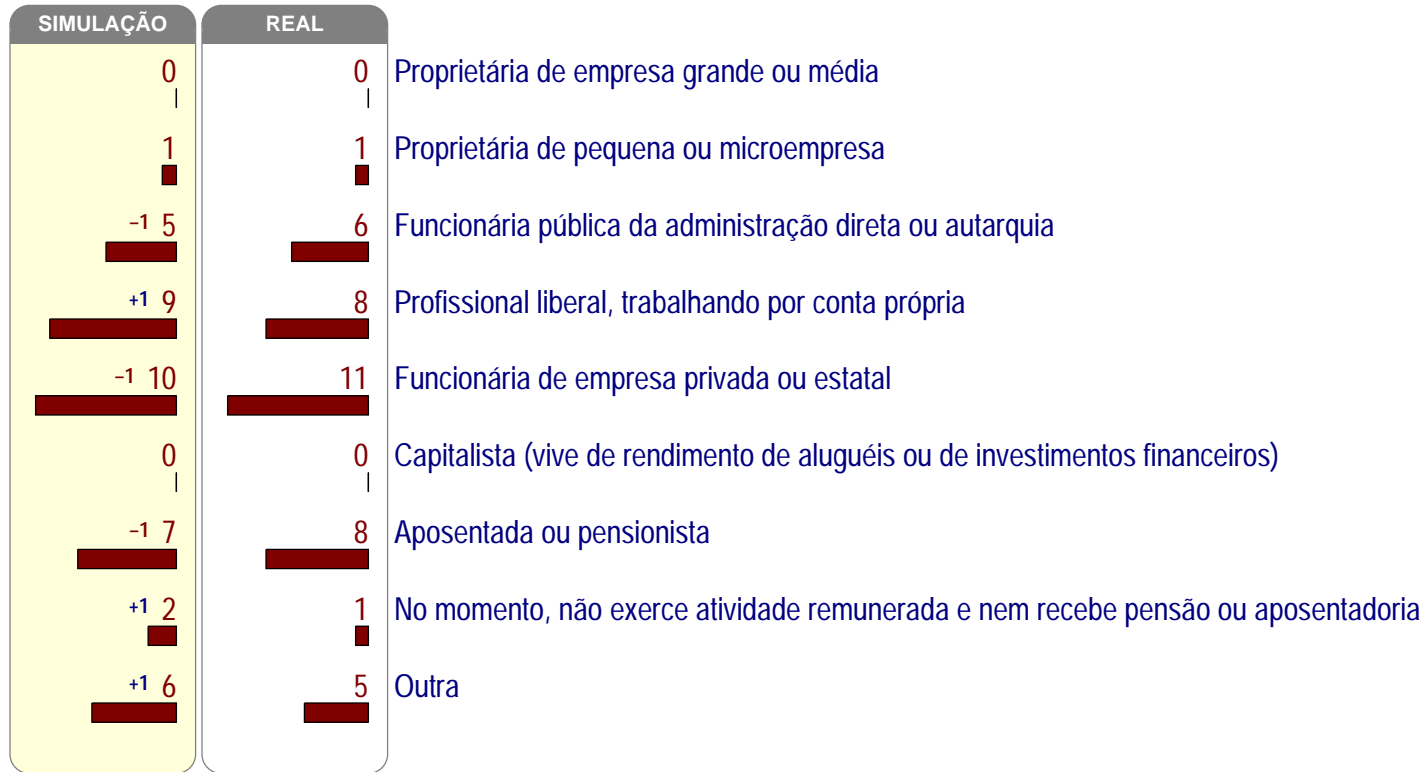 SIMULAÇÃO REAL
0 0 Proprietária de empresa grande ou média
1 1 Proprietária de pequena ou microempresa
−1 5 6 Funcionária pública da administração direta ou autarquia
+1 9 8 Profissional liberal, trabalhando por conta própria
−1 10 11 Funcionária de empresa privada ou estatal
0 0 Capitalista (vive de rendimento de aluguéis ou de investimentos financeiros)
−1 7 8 Aposentada ou pensionista
+1 2 1 No momento, não exerce atividade remunerada e nem recebe pensão ou aposentadoria
+1 6 5 Outra